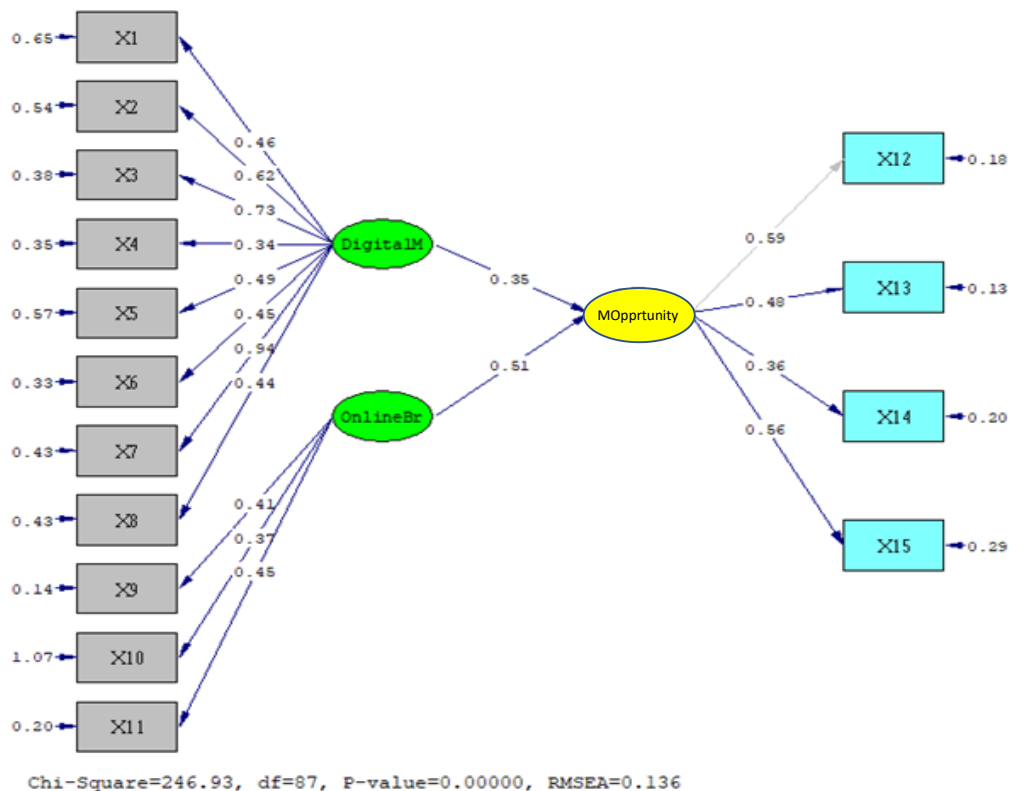 0.65 X1
0.54 X2
0.46
X12 0.18
0.38 X3
0.62
0.73
0.59
0.35 X4
0.34
DigitalM
0.49
0.35
X13 0.13
0.57 X5
0.45
MOpprtunity
0.48
0.94
0.51
0.36
0.33 X6
0.44
OnlineBr
X14 0.20
0.56
0.43 X7
0.41
0.43 X8
0.37
X15 0.29
0.45
0.14 X9
1.07 X10
0.20 X11
Chi-Square=246.93, df=87, P-value=0.00000, RMSEA=0.136